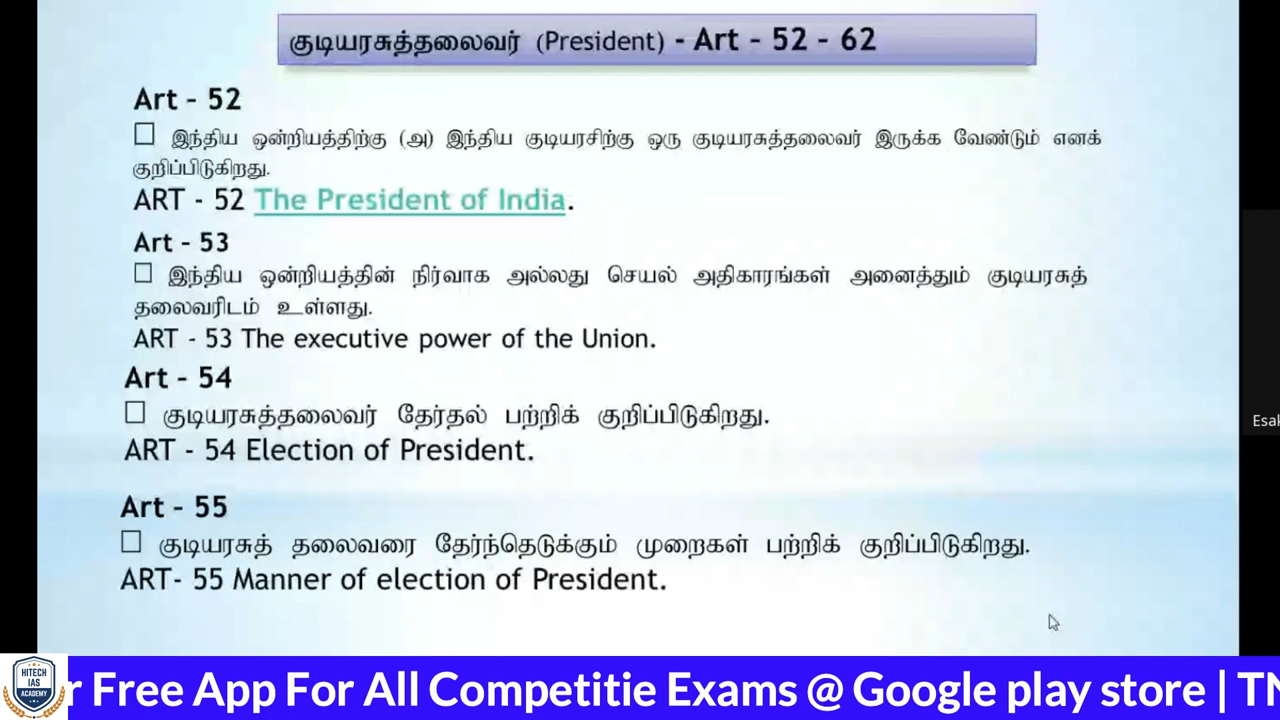 குடியரசுத்தலைவர் (President) - Art – 52 – 62
Art – 52
☐ இந்திய ஒன்றியத்திற்கு (அ) இந்திய குடியரசிற்கு ஒரு குடியரசுத்தலைவர் இருக்க வேண்டும் எனக்
குறிப்பிடுகிறது.
ART - 52 The President of India.
Art – 53
☐ இந்திய ஒன்றியத்தின் நிர்வாக அல்லது செயல் அதிகாரங்கள் அனைத்தும் குடியரசுத்
தலைவரிடம் உள்ளது.
ART - 53 The executive power of the Union.
Art – 54
☐ குடியரசுத்தலைவர் தேர்தல் பற்றிக் குறிப்பிடுகிறது.
ART - 54 Election of President.
Art – 55
☐ குடியரசுத் தலைவரை தேர்ந்தெடுக்கும் முறைகள் பற்றிக் குறிப்பிடுகிறது.
ART- 55 Manner of election of President.
Esak
HITECH
IAS
ACADEMY
r Free App For All Competitie Exams @ Google play store | TN